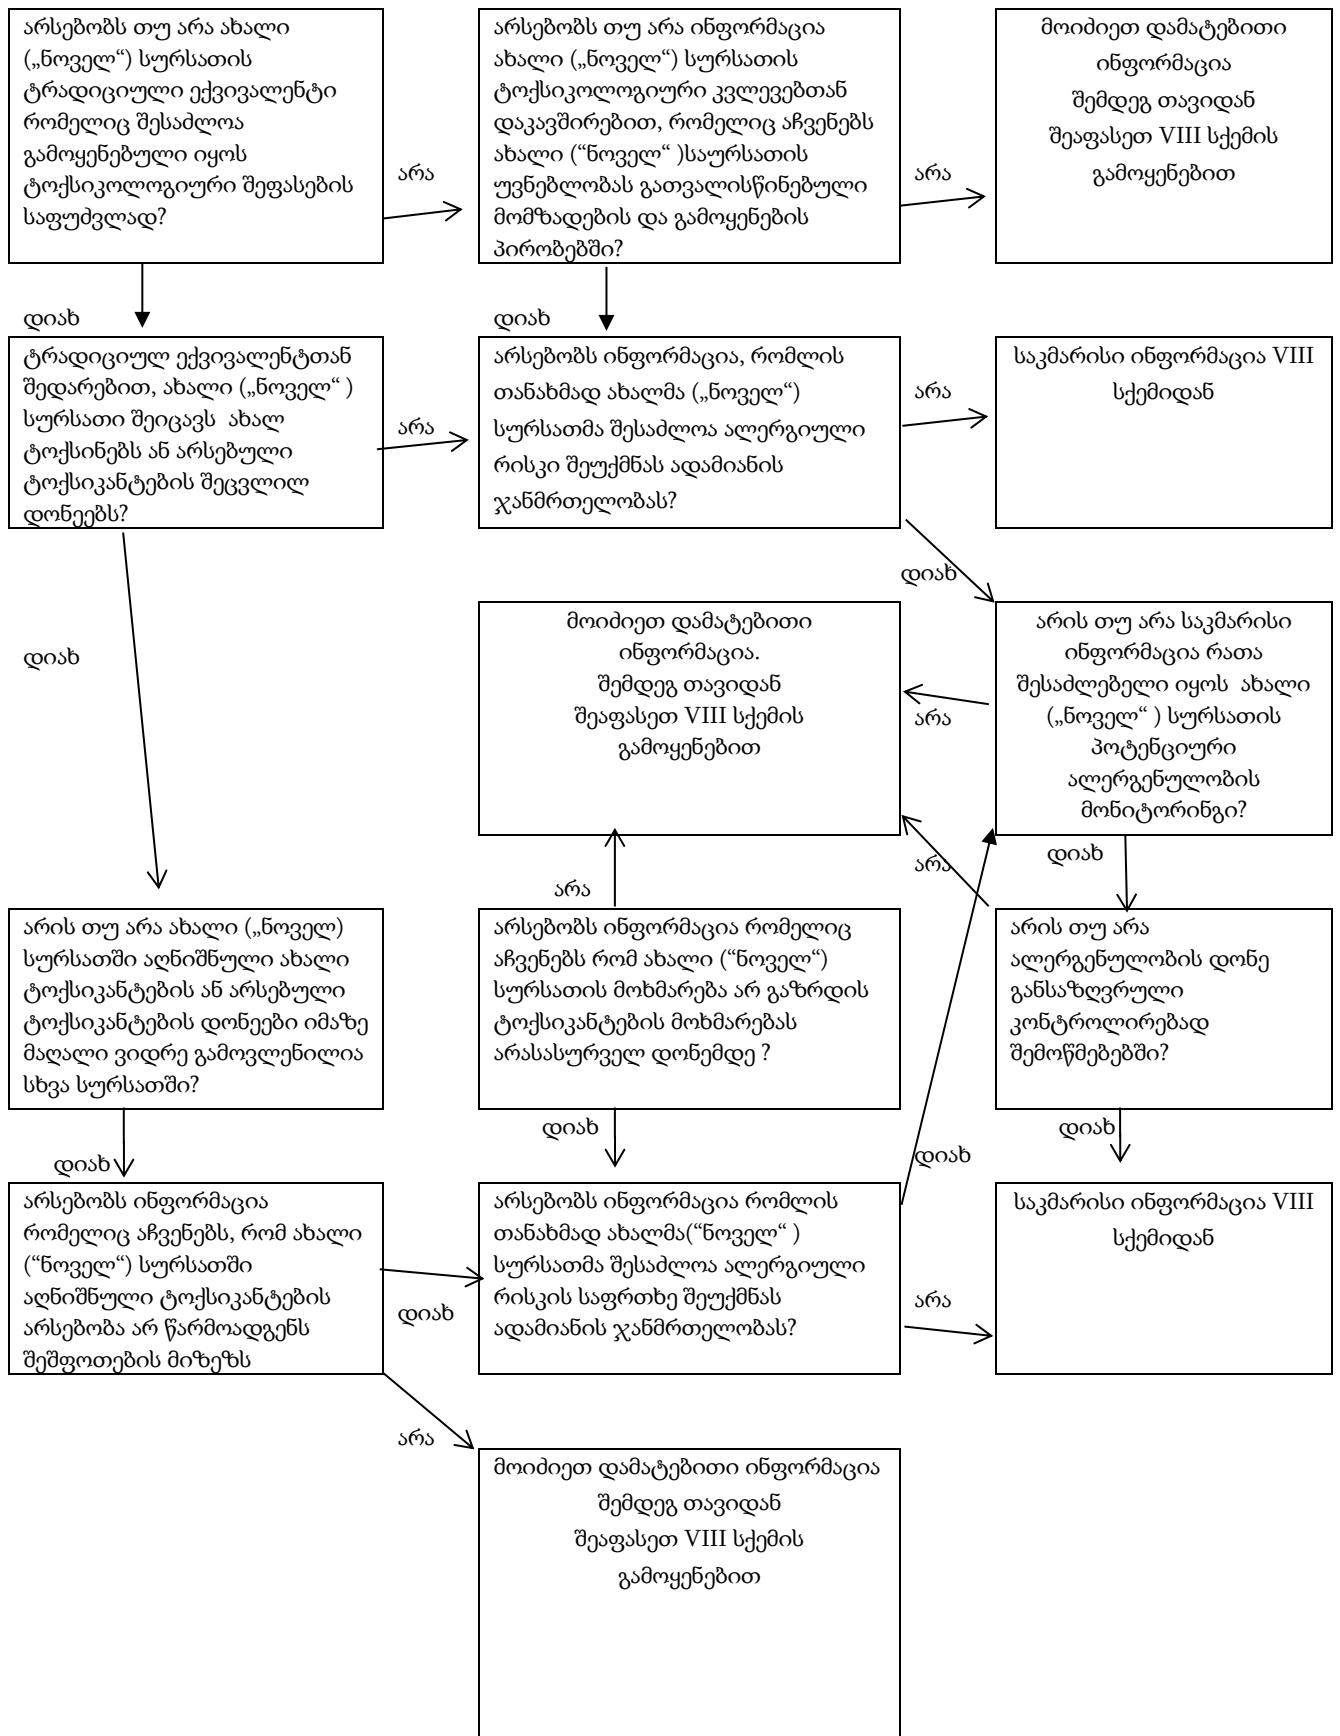 არსებობს თუ არა ახალი
(„ნოველ“) სურსათის
ტრადიციული ექვივალენტი
რომელიც შესაძლოა
გამოყენებული იყოს
ტოქსიკოლოგიური შეფასების
საფუძვლად?
არა
არსებობს თუ არა ინფორმაცია
ახალი („ნოველ“) სურსათის
ტოქსიკოლოგიური კვლევებთან
დაკავშირებით, რომელიც აჩვენებს
ახალი (“ნოველ“ )საურსათის
უვნებლობას გათვალისწინებული
მომზადების და გამოყენების
პირობებში?
არა
მოიძიეთ დამატებითი
ინფორმაცია
შემდეგ თავიდან
შეაფასეთ VIII სქემის
გამოყენებით
დიახ
დიახ
ტრადიციულ ექვივალენტთან
შედარებით, ახალი („ნოველ“ )
სურსათი შეიცავს ახალ
ტოქსინებს ან არსებული
ტოქსიკანტების შეცვლილ
დონეებს?
არა
არსებობს ინფორმაცია, რომლის
თანახმად ახალმა („ნოველ“)
სურსათმა შესაძლოა ალერგიული
რისკი შეუქმნას ადამიანის
ჯანმრთელობას?
არა
საკმარისი ინფორმაცია VIII
სქემიდან
დიახ
დიახ
მოიძიეთ დამატებითი
ინფორმაცია.
შემდეგ თავიდან
შეაფასეთ VIII სქემის
გამოყენებით
არა
არის თუ არა საკმარისი
ინფორმაცია რათა
შესაძლებელი იყოს ახალი
(„ნოველ“ ) სურსათის
პოტენციური
ალერგენულობის
მონიტორინგი?
არა
არა
დიახ
არის თუ არა ახალი („ნოველ)
სურსათში აღნიშნული ახალი
ტოქსიკანტების ან არსებული
ტოქსიკანტების დონეები იმაზე
მაღალი ვიდრე გამოვლენილია
სხვა სურსათში?
არსებობს ინფორმაცია რომელიც
აჩვენებს რომ ახალი (“ნოველ“)
სურსათის მოხმარება არ გაზრდის
ტოქსიკანტების მოხმარებას
არასასურველ დონემდე ?
არის თუ არა
ალერგენულობის დონე
განსაზღვრული
კონტროლირებად
შემოწმებებში?
დიახ
დიახ
დიახ
დიახ
არსებობს ინფორმაცია
რომელიც აჩვენებს, რომ ახალი
(“ნოველ“) სურსათში
აღნიშნული ტოქსიკანტების
არსებობა არ წარმოადგენს
შეშფოთების მიზეზს
დიახ
არსებობს ინფორმაცია რომლის
თანახმად ახალმა(“ნოველ“ )
სურსათმა შესაძლოა ალერგიული
რისკის საფრთხე შეუქმნას
ადამიანის ჯანმრთელობას?
არა
საკმარისი ინფორმაცია VIII
სქემიდან
არა
მოიძიეთ დამატებითი ინფორმაცია
შემდეგ თავიდან
შეაფასეთ VIII სქემის
გამოყენებით